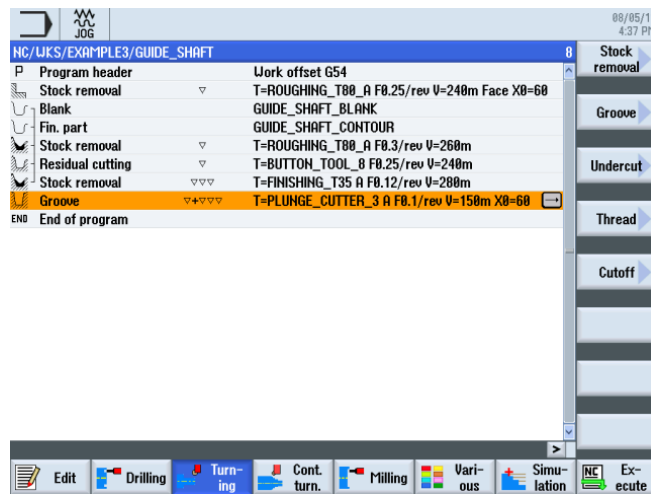 JOG
08/05/1
4:37 PM
NC/WKS/EXAMPLE3/GUIDE_SHAFT 8
P Program header Work offset G54
Stock removal ▽ T=ROUGHING_T80_A F0.25/rev V=240m Face X0=60
Blank GUIDE_SHAFT_BLANK
Fin. part GUIDE_SHAFT_CONTOUR
Stock removal ▽ T=ROUGHING_T80_A F0.3/rev V=260m
Residual cutting ▽ T=BUTTON_TOOL_8 F0.25/rev V=240m
Stock removal ▽▽▽ T=FINISHING_T35 A F0.12/rev V=280m
Groove ▽+▽▽▽ T=PLUNGE_CUTTER_3 A F0.1/rev V=150m X0=60
END End of program
Stock
removal
Groove
Undercut
Thread
Cutoff
>
Edit
Drilling
Turn-
ing
Cont.
turn.
Milling
Vari-
ous
Simu-
lation
NC Ex-
ecute